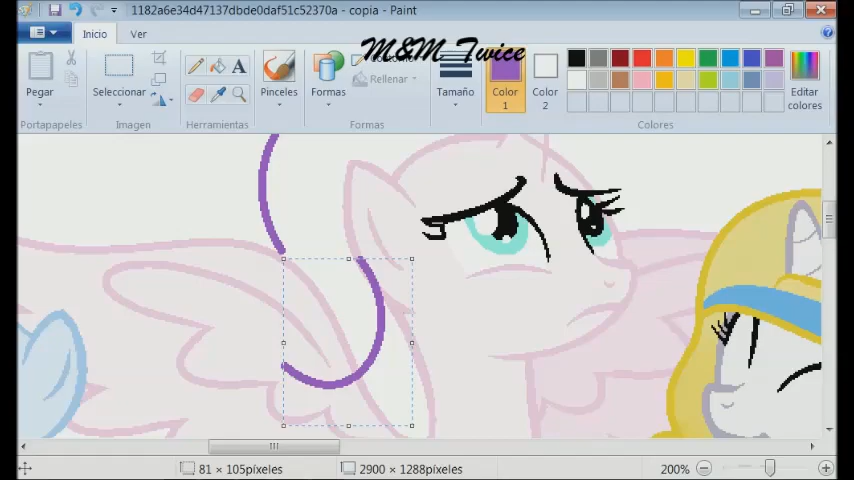 1182a6e34d47137dbde0daf51c52370a - copia - Paint
Inicio Ver
M&M Twice
Pegar
Seleccionar
Rellenar
Pinceles
Formas
Tamaño
Color 1
Color 2
Editar colores
Portapapeles
Imagen
Herramientas
Formas
Colores
81 × 105píxeles
2900 × 1288píxeles
200%